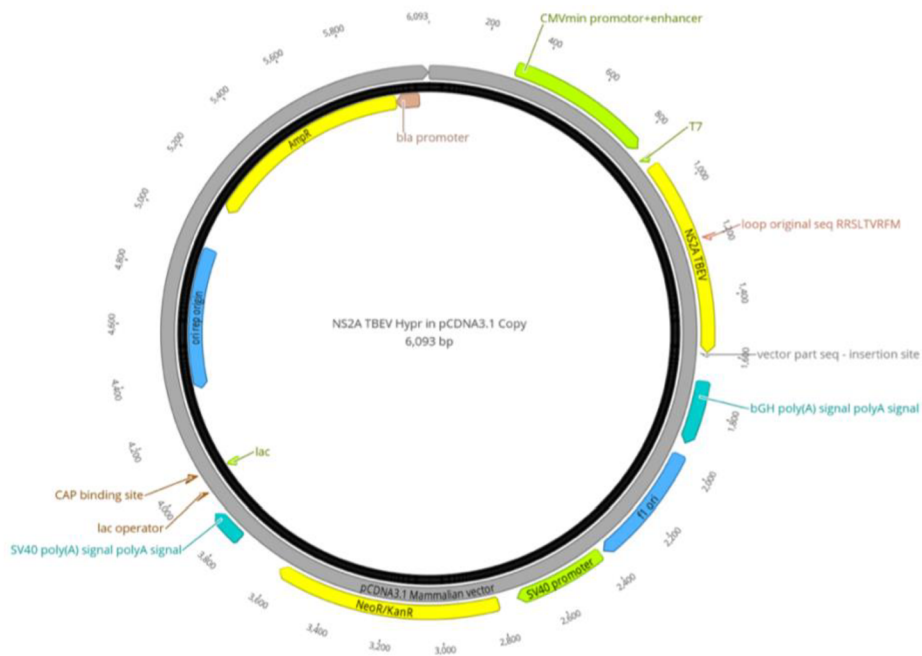 6,093
200
CMVmin promotor+enhancer
400
600
800
T7
1,000
loop original seq RRSLTVRFM
1,200
NS2A TBEV
1,400
vector part seq - insertion site
1,600
bGH poly(A) signal polyA signal
1,800
2,000
f1 ori
2,200
2,400
SV40 promoter
2,600
2,800
pCDNA3.1 Mammalian vector
NeoR/KanR
3,000
3,200
3,400
3,600
3,800
SV40 poly(A) signal polyA signal
lac operator
4,000
CAP binding site
lac
4,200
4,400
ori rep origin
4,600
4,800
5,000
5,200
5,400
5,600
5,800
AmpR
bla promoter
NS2A TBEV Hypr in pCDNA3.1 Copy
6,093 bp